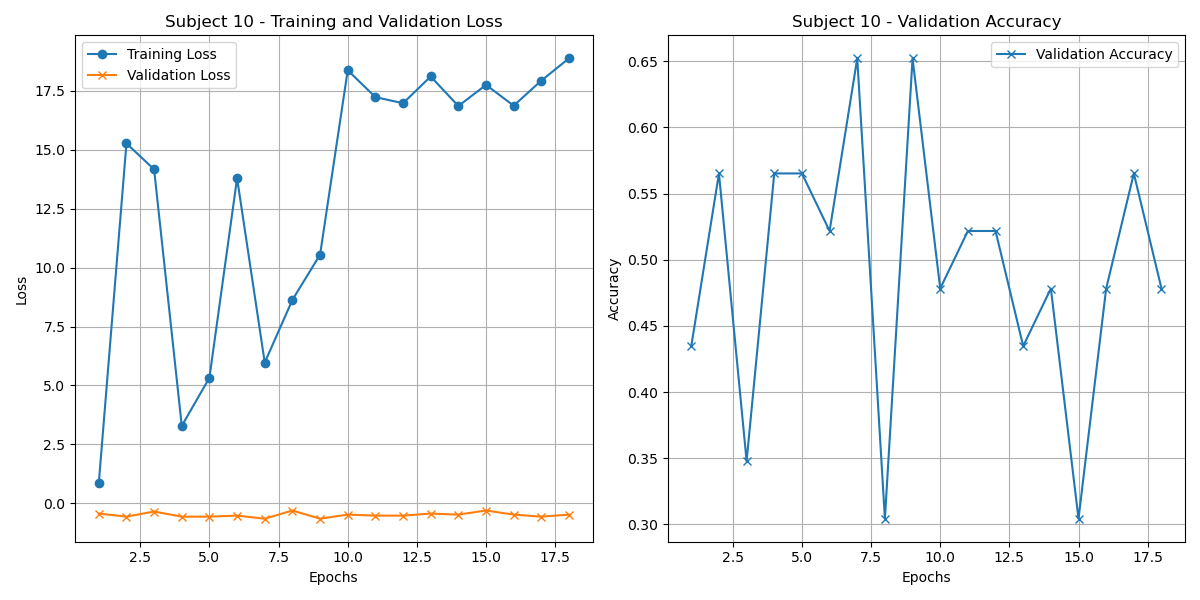 Subject 10 - Training and Validation Loss
Training Loss
Validation Loss
17.5
15.0
12.5
10.0
7.5
5.0
2.5
0.0
Loss
2.5 5.0 7.5 10.0 12.5 15.0 17.5
Epochs
Subject 10 - Validation Accuracy
Validation Accuracy
0.65
0.60
0.55
0.50
0.45
0.40
0.35
0.30
Accuracy
2.5 5.0 7.5 10.0 12.5 15.0 17.5
Epochs